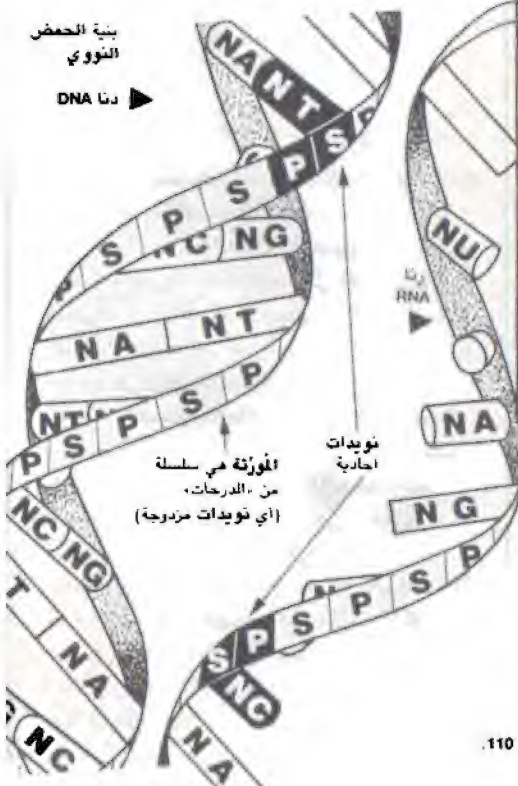 بنية الحمض
النووي
دنا DNA
NA NT
P S P
P S P S P S
NC NG
NA NT
رنا
RNA
NU
NA
NG
P S P S P S P
NT
المورثة هي سلسلة
من «الدرجات»
(أي نويدات مزدوجة)
نويدات
احادية
NC NG
T NA
NC
S P S P S P S P
NC
NA
110.